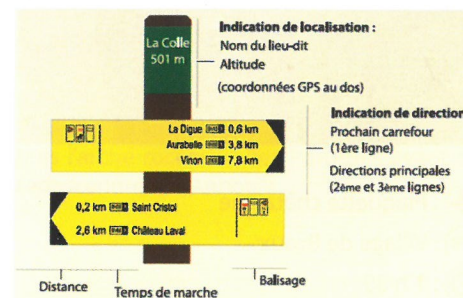 La Colle
501 m
Indication de localisation :
Nom du lieu-dit
Altitude
(coordonnées GPS au dos)
La Digue 0,6 km
Aurabelle 3,8 km
Vinon 7,8 km
Indication de direction
Prochain carrefour
(1ère ligne)
Directions principales
(2ème et 3ème lignes)
0,2 km Saint Cristol
2,6 km Château Laval
Distance
Temps de marche
Balisage